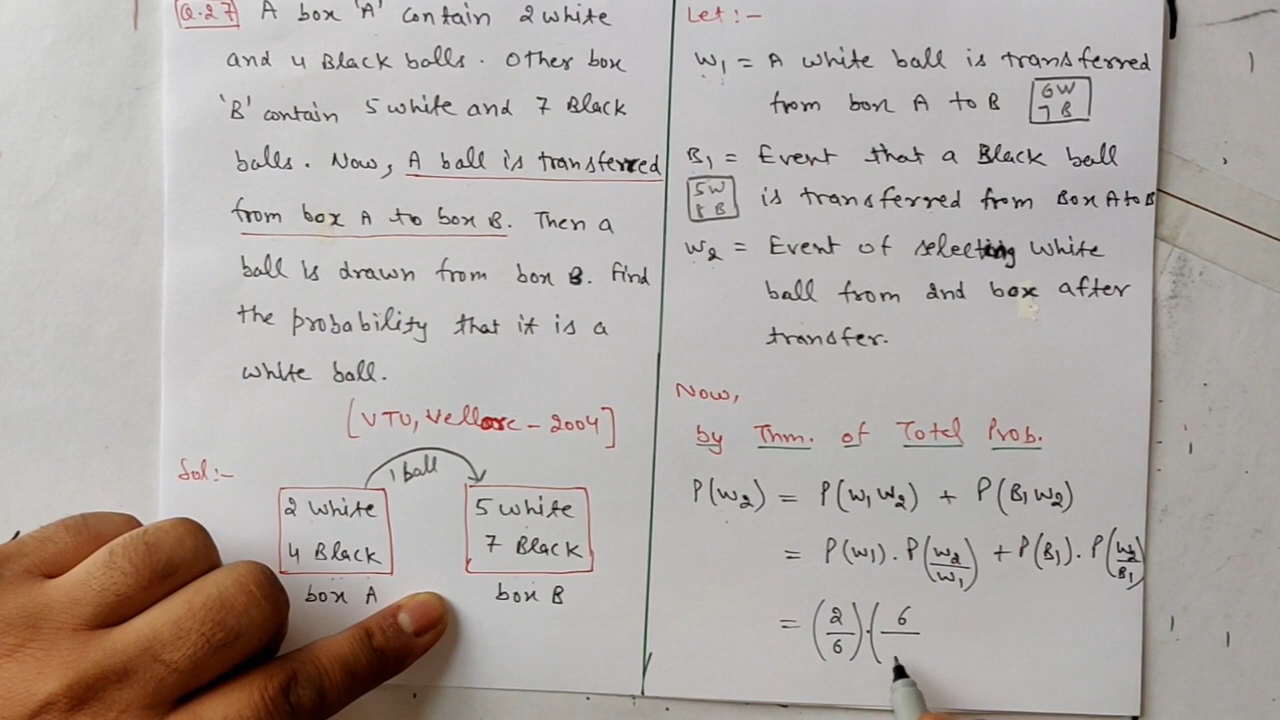 Q.27 A box 'A' contain 2 white
and 4 Black balls. Other box
'B' contain 5 white and 7 Black
balls. Now, A ball is transferred
from box A to box B. Then a
ball is drawn from box B. Find
the probability that it is a
white ball.
[VTU, Vellore - 2004]
Sol:-
1 ball
2 White
4 Black
box A
5 white
7 Black
box B
Let:-
W1 = A white ball is transferred
from box A to B
6W
7B
B1 = Event that a Black ball
is transferred from Box A to B
5W
8B
W2 = Event of selecting White
ball from 2nd box after
transfer.
Now,
by Thm. of Total Prob.
P(W2) = P(W1W2) + P(B1W2)
= P(W1).P(W2/W1) + P(B1).P(W2/B1)
= (2/6).(6